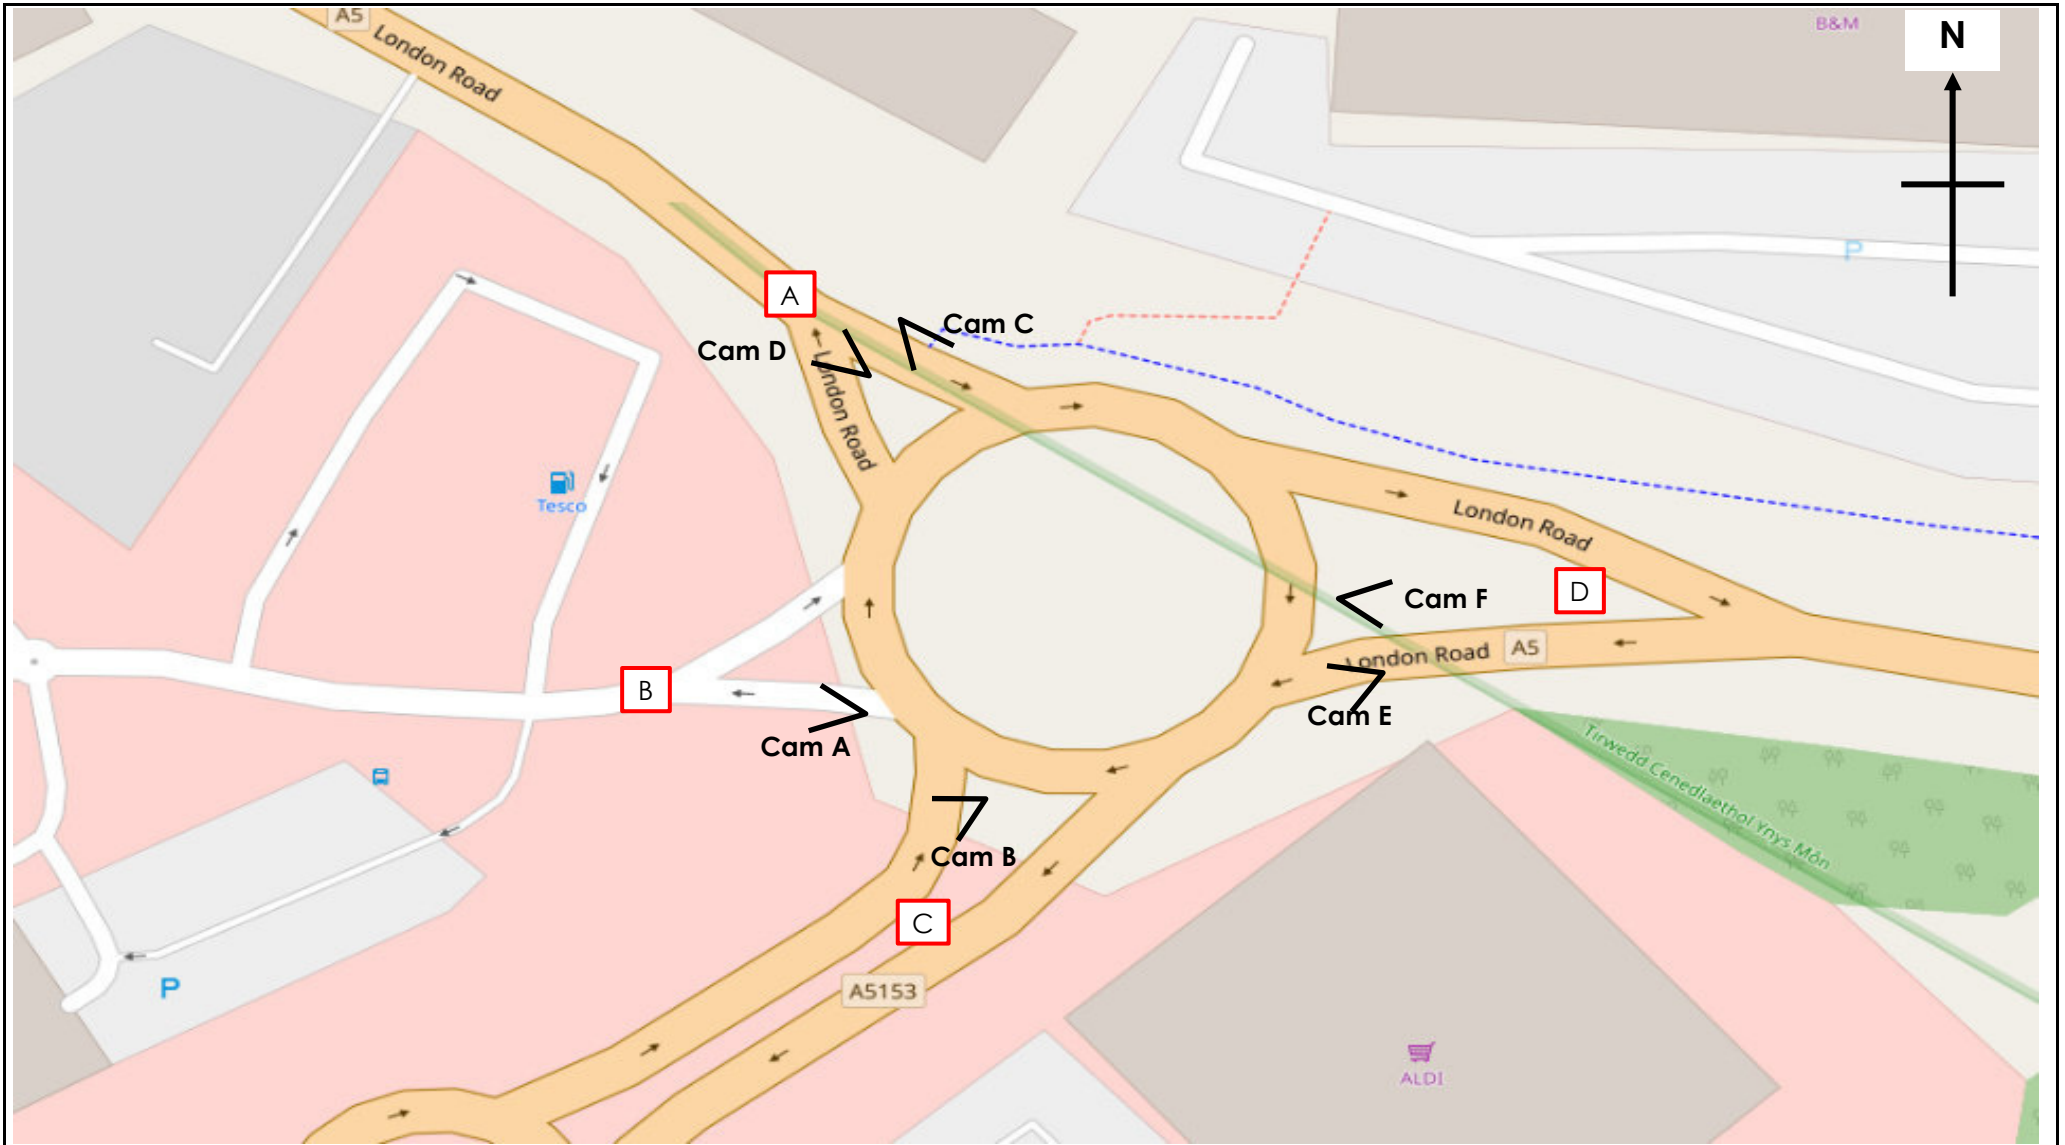 A5
London Road
B&M
N
P
A
Cam C
Cam D
London Road
Tesco
London Road
D
Cam F
London Road
A5
B
Cam E
Cam A
Tirwedd Cenedlaethol Ynys Môn
Cam B
C
A5153
P
ALDI